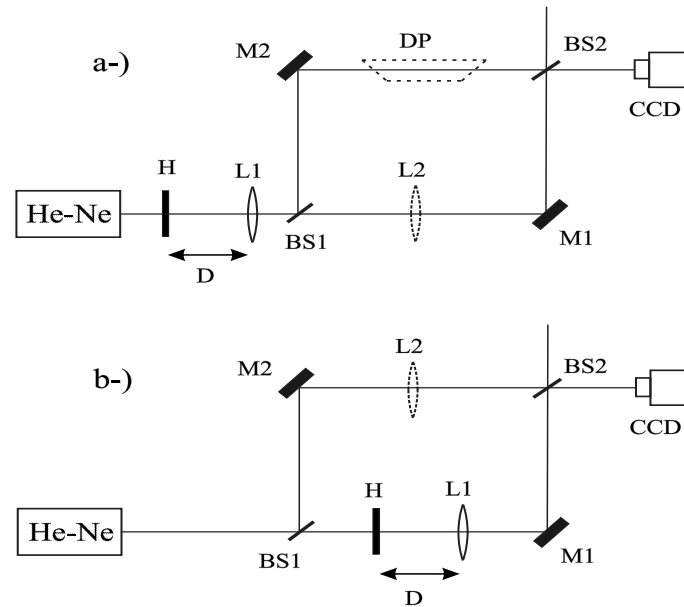 a-)
M2
DP
BS2
CCD
H
L1
L2
He-Ne
BS1
M1
D
b-)
M2
L2
BS2
CCD
H
L1
He-Ne
BS1
M1
D